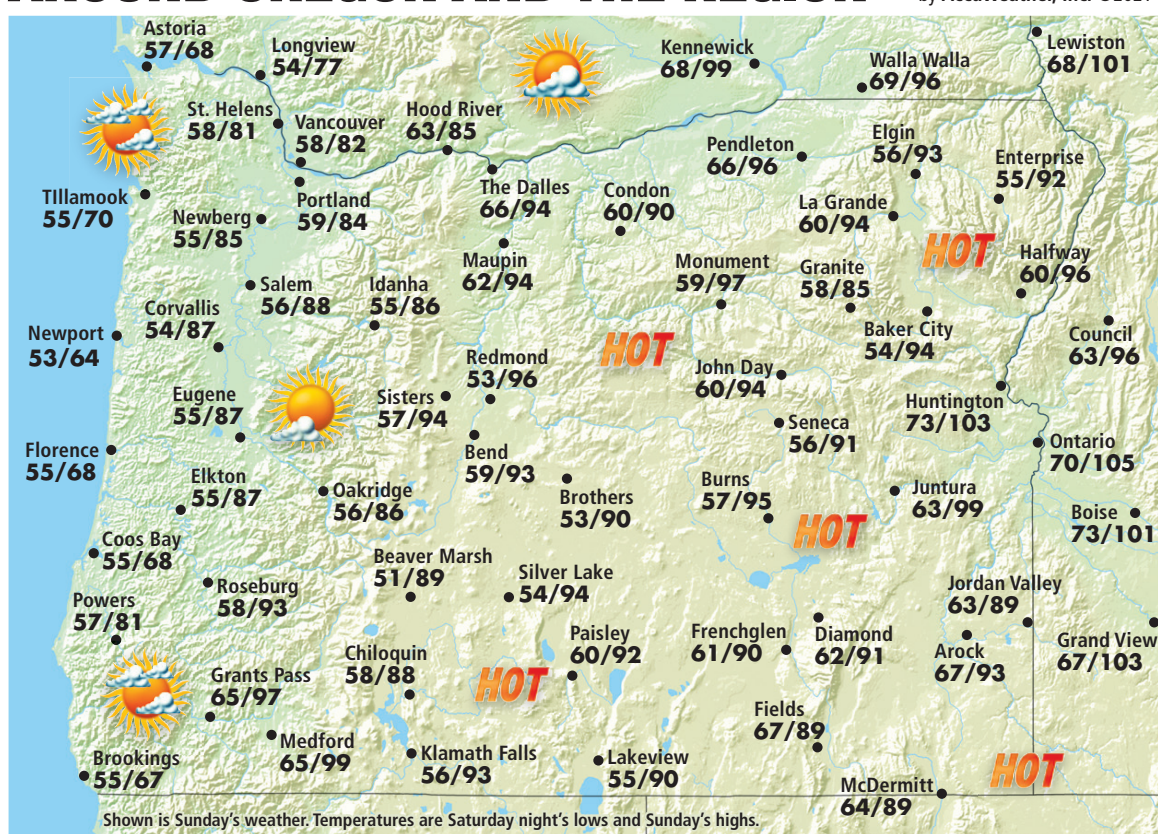 Astoria
57/68
Longview
54/77
Kennewick
68/99
Walla Walla
69/96
Lewiston
68/101
St. Helens
58/81
Vancouver
58/82
Hood River
63/85
Pendleton
66/96
Elgin
56/93
Enterprise
55/92
TIllamook
55/70
Portland
59/84
The Dalles
66/94
Condon
60/90
La Grande
60/94
Newberg
55/85
HOT
Maupin
62/94
Monument
59/97
Granite
58/85
Halfway
60/96
Salem
56/88
Idanha
55/86
Corvallis
54/87
Newport
53/64
Baker City
54/94
Council
63/96
HOT
Redmond
53/96
John Day
60/94
Eugene
55/87
Sisters
57/94
Huntington
73/103
Seneca
56/91
Florence
55/68
Bend
59/93
Ontario
70/105
Elkton
55/87
Oakridge
56/86
Brothers
53/90
Burns
57/95
Juntura
63/99
Boise
73/101
HOT
Coos Bay
55/68
Beaver Marsh
51/89
Silver Lake
54/94
Roseburg
58/93
Jordan Valley
63/89
Powers
57/81
Paisley
60/92
Frenchglen
61/90
Diamond
62/91
Arock
67/93
Grand View
67/103
Chiloquin
58/88
HOT
Grants Pass
65/97
Fields
67/89
Medford
65/99
Klamath Falls
56/93
Lakeview
55/90
Brookings
55/67
HOT
McDermitt
64/89
Shown is Sunday's weather. Temperatures are Saturday night's lows and Sunday's highs.